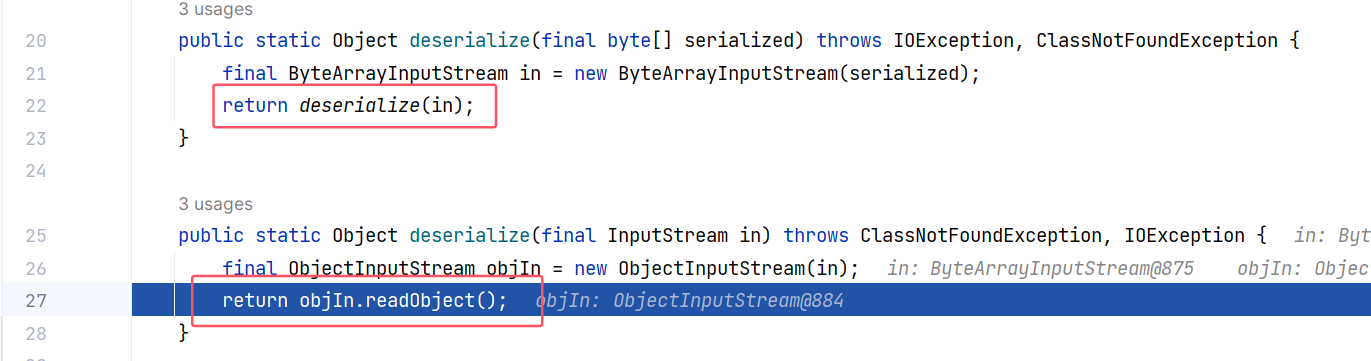 3 usages
20 public static Object deserialize(final byte[] serialized) throws IOException, ClassNotFoundException {
21 final ByteArrayInputStream in = new ByteArrayInputStream(serialized);
22 return deserialize(in);
23 }
24
3 usages
25 public static Object deserialize(final InputStream in) throws ClassNotFoundException, IOException { in: Byt
26 final ObjectInputStream objIn = new ObjectInputStream(in); in: ByteArrayInputStream@875 objIn: Objec
27 return objIn.readObject(); objIn: ObjectInputStream@884
28 }